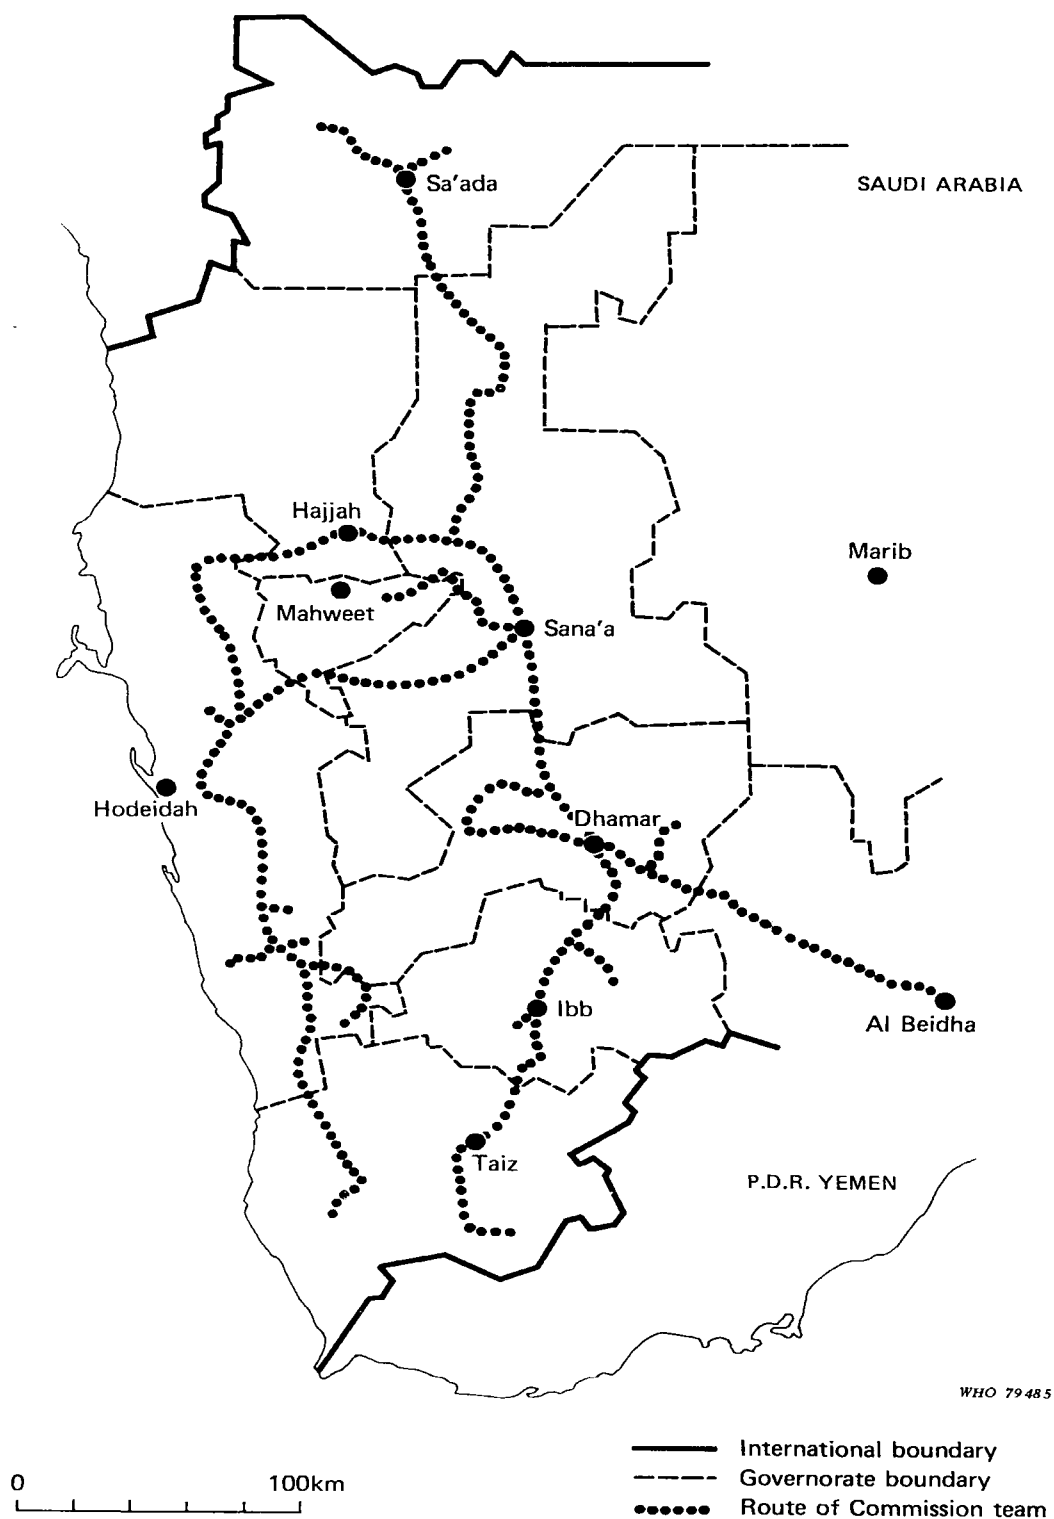 Sa'ada
SAUDI ARABIA
Hajjah
Marib
Mahweet
Sana'a
Hodeidah
Dhamar
Ibb
Al Beidha
Taiz
P.D.R. YEMEN
WHO 79485
International boundary
0 100km
Governorate boundary
Route of Commission team